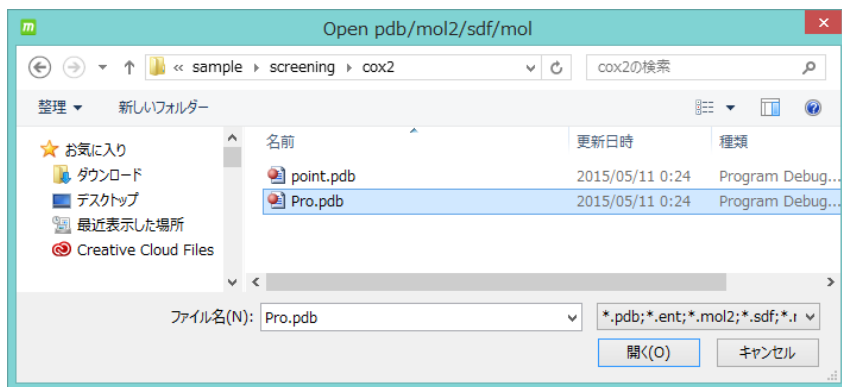 Open pdb/mol2/sdf/mol
« sample screening cox2 cox2の検索
整理 新しいフォルダー
お気に入り
ダウンロード
デスクトップ
最近表示した場所
Creative Cloud Files
名前 更新日時 種類
point.pdb 2015/05/11 0:24 Program Debug...
Pro.pdb 2015/05/11 0:24 Program Debug...
ファイル名(N): Pro.pdb *.pdb;*.ent;*.mol2;*.sdf;*.
開く(O) キャンセル